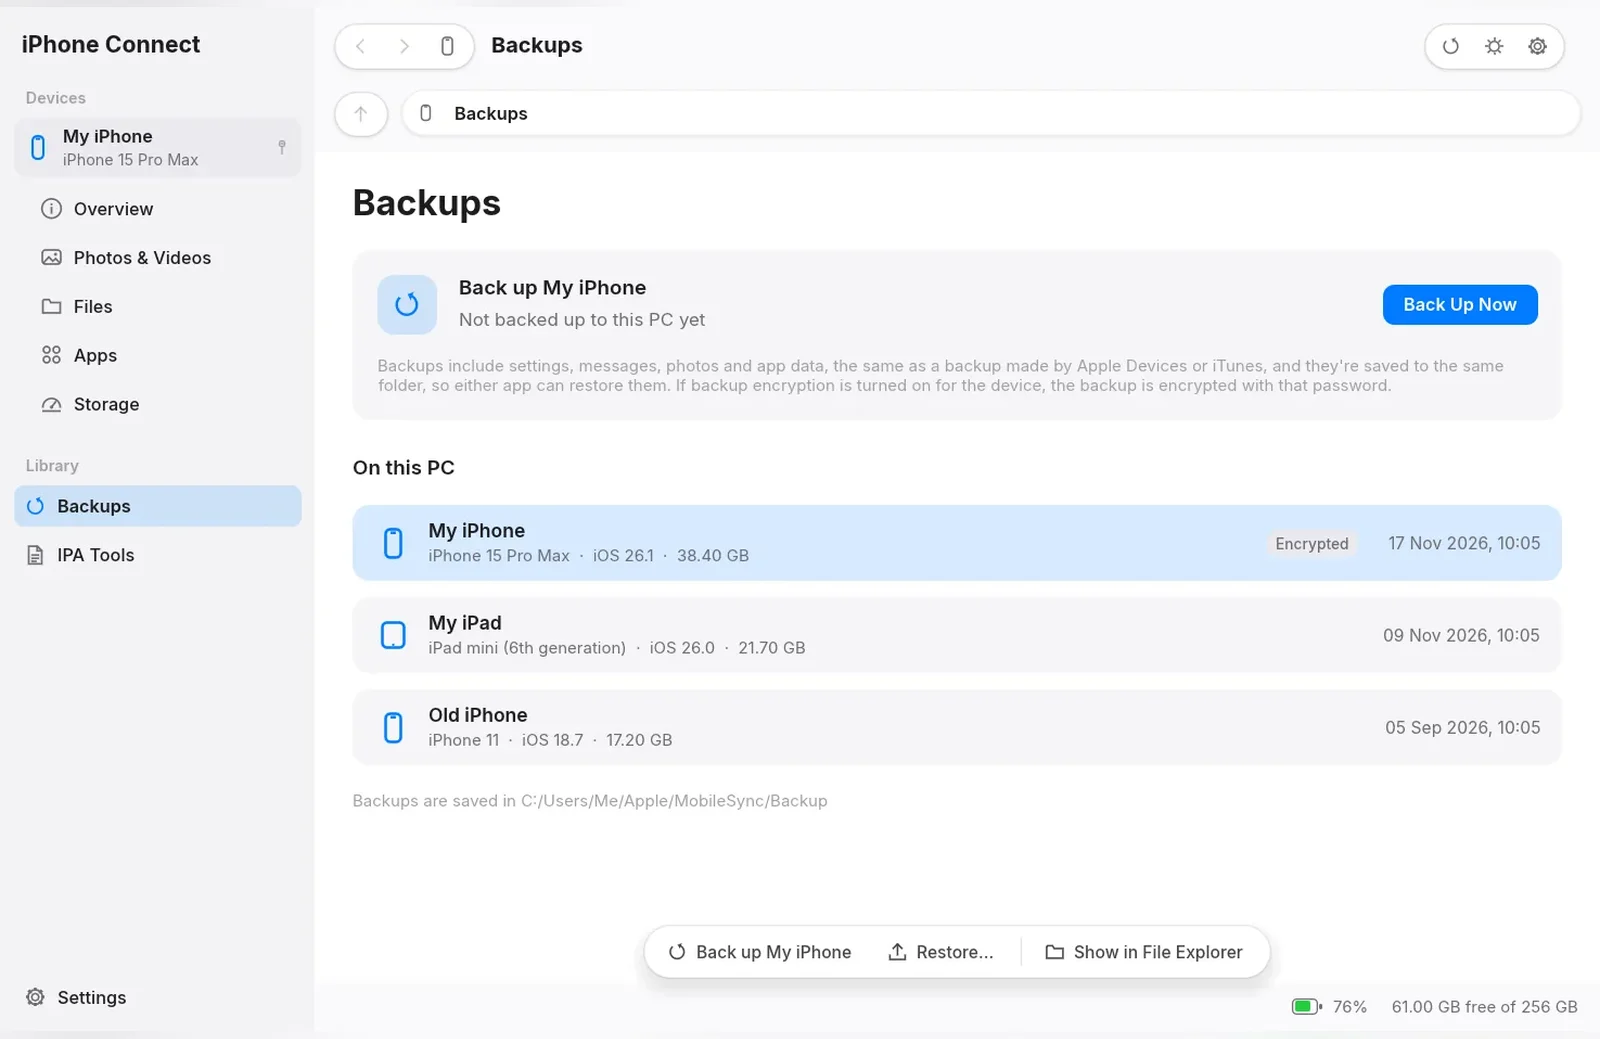 iPhone Connect
Devices
My iPhone
iPhone 15 Pro Max
Overview
Photos & Videos
Files
Apps
Storage
Library
Backups
IPA Tools
Settings
Backups
Backups
Backups
Back up My iPhone
Not backed up to this PC yet
Back Up Now
Backups include settings, messages, photos and app data, the same as a backup made by Apple Devices or iTunes, and they're saved to the same
folder, so either app can restore them. If backup encryption is turned on for the device, the backup is encrypted with that password.
On this PC
My iPhone
iPhone 15 Pro Max · iOS 26.1 · 38.40 GB
Encrypted
17 Nov 2026, 10:05
My iPad
iPad mini (6th generation) · iOS 26.0 · 21.70 GB
09 Nov 2026, 10:05
Old iPhone
iPhone 11 · iOS 18.7 · 17.20 GB
05 Sep 2026, 10:05
Backups are saved in C:/Users/Me/Apple/MobileSync/Backup
Back up My iPhone
Restore...
Show in File Explorer
76%
61.00 GB free of 256 GB